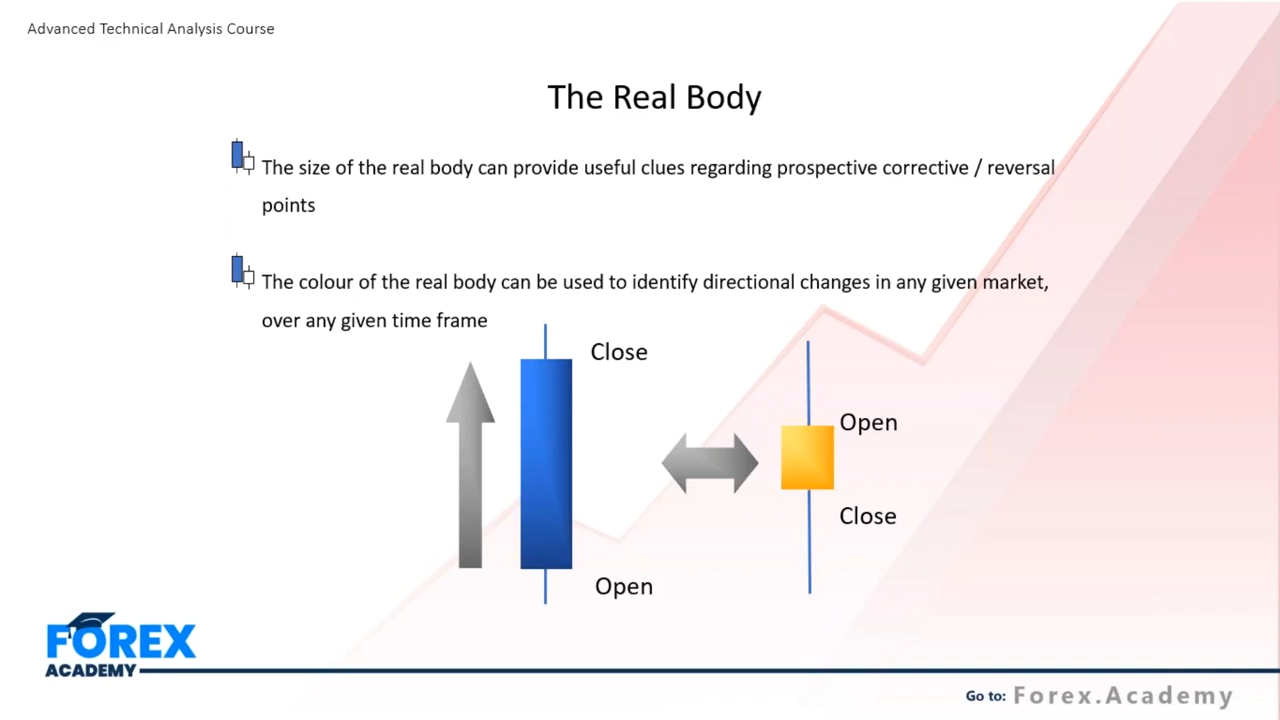 Advanced Technical Analysis Course
The Real Body
The size of the real body can provide useful clues regarding prospective corrective / reversal
points
The colour of the real body can be used to identify directional changes in any given market,
over any given time frame
Close
Open
Open
Close
FOREX
ACADEMY
Go to: Forex.Academy